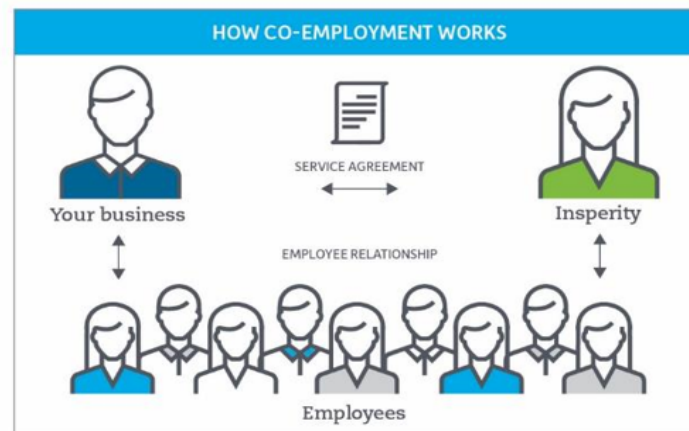 HOW CO-EMPLOYMENT WORKS
SERVICE AGREEMENT
Your business
Insperity
EMPLOYEE RELATIONSHIP
Employees